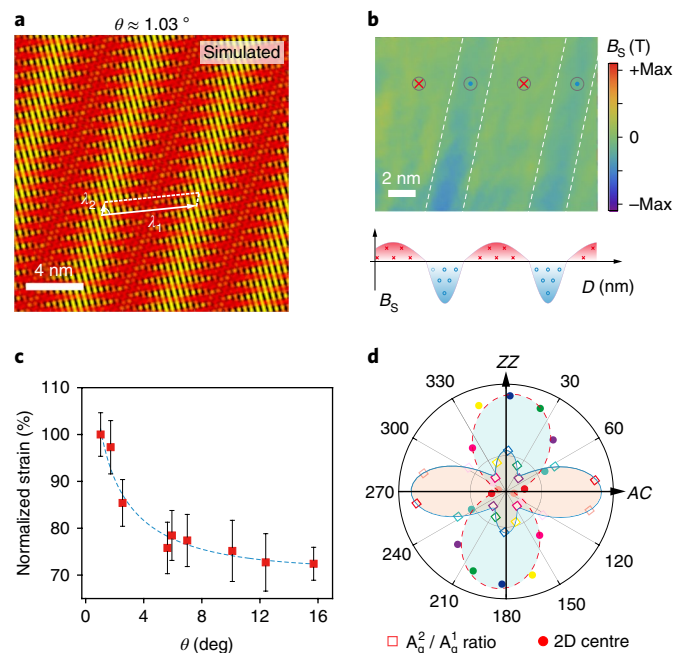 a
θ ≈ 1.03 °
Simulated
λ2
λ1
4 nm
b
BS (T)
+Max
0
–Max
2 nm
D (nm)
BS
c
Normalized strain (%)
110
100
90
80
70
0
4
8
12
16
θ (deg)
d
ZZ
330
30
300
60
270
AC
240
120
210
150
180
A²g / A¹g ratio
2D centre